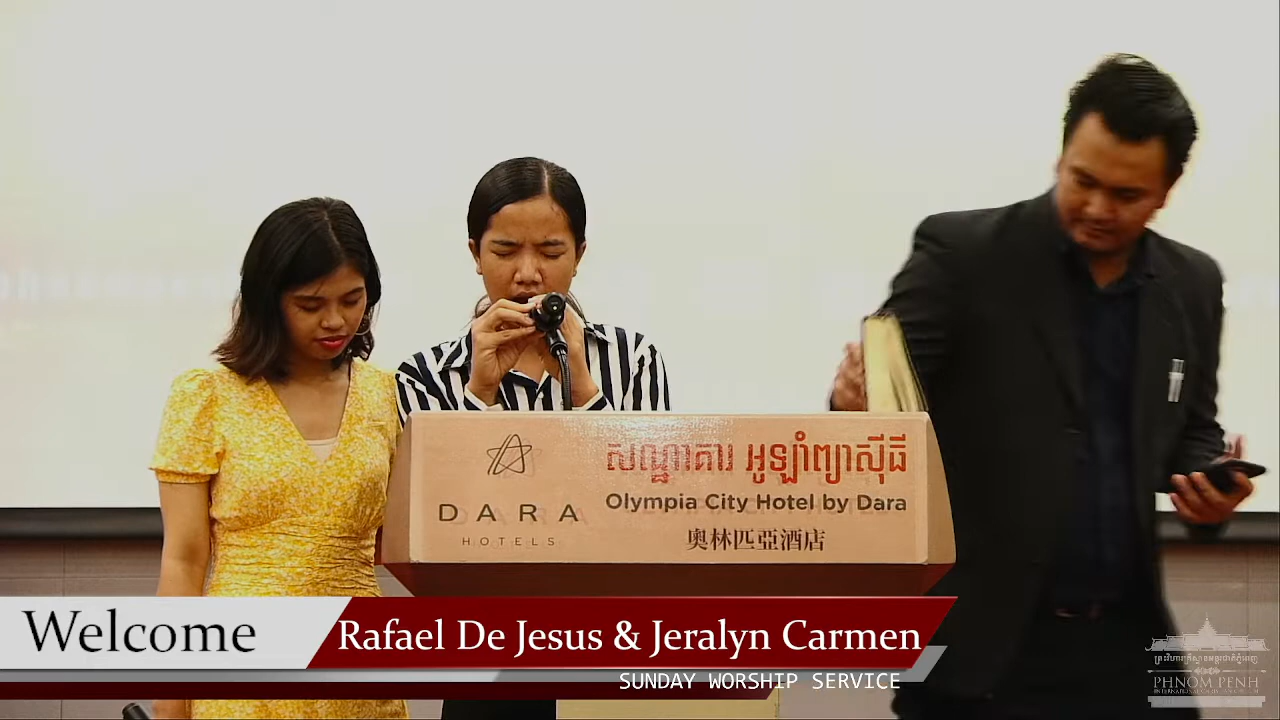 សណ្ឋាគារ អូឡាំព្យាស៊ីធី
DARA
HOTELS
Olympia City Hotel by Dara
奧林匹亞酒店
Welcome
Rafael De Jesus & Jeralyn Carmen
SUNDAY WORSHIP SERVICE
PHNOM PENH